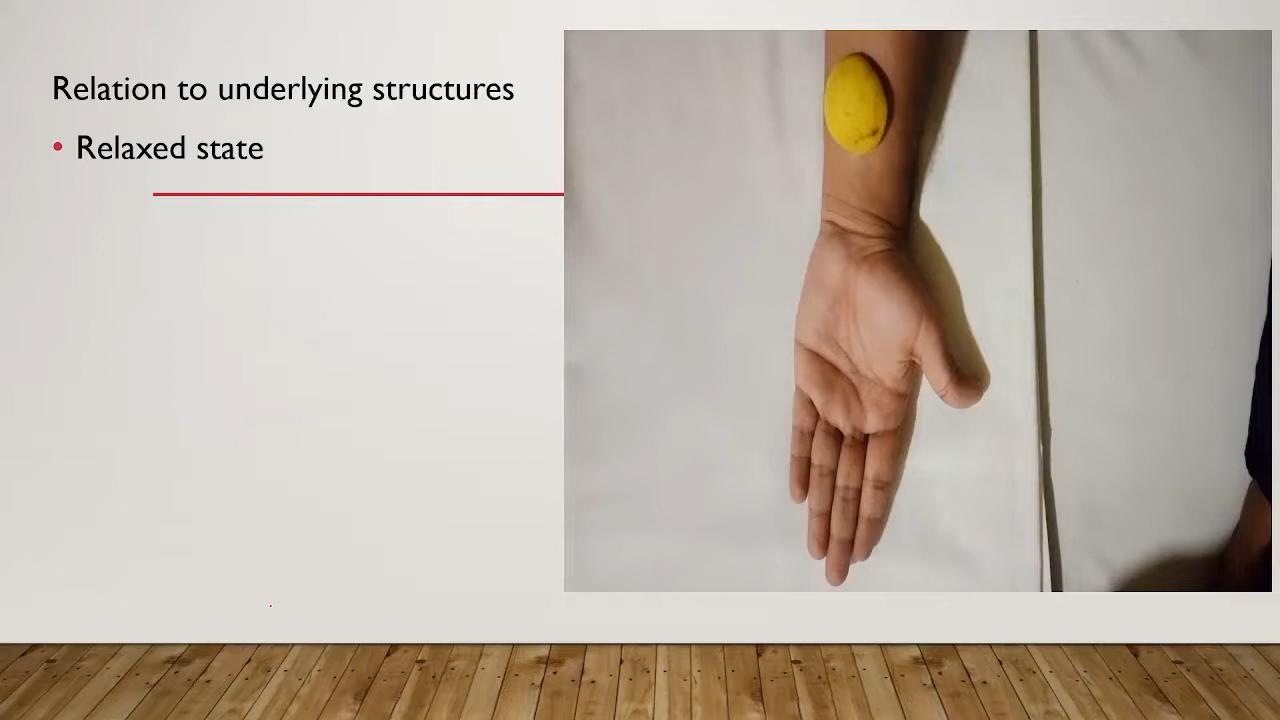 Relation to underlying structures
• Relaxed state